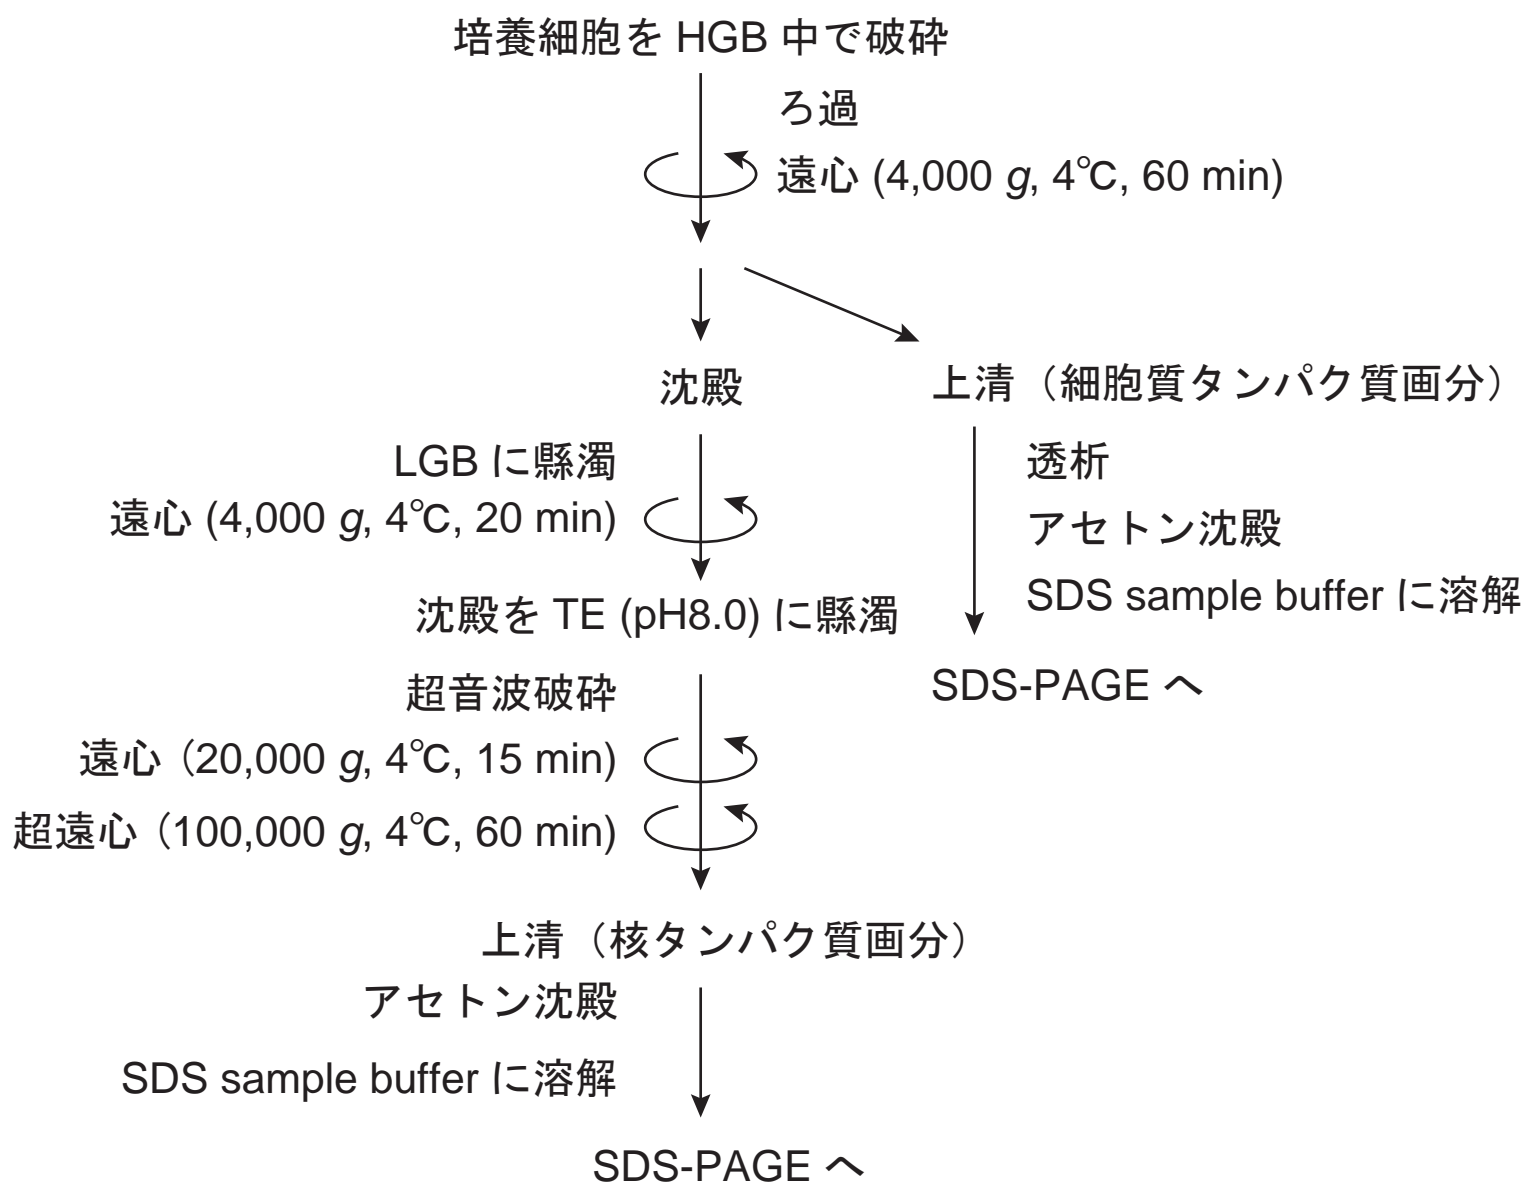 培養細胞を HGB 中で破砕
ろ過
遠心 (4,000 g, 4℃, 60 min)
沈殿
上清（細胞質タンパク質画分）
LGB に縣濁
遠心 (4,000 g, 4℃, 20 min)
透析
アセトン沈殿
SDS sample buffer に溶解
沈殿を TE (pH8.0) に縣濁
SDS-PAGE へ
超音波破砕
遠心（20,000 g, 4℃, 15 min)
超遠心（100,000 g, 4℃, 60 min)
上清（核タンパク質画分）
アセトン沈殿
SDS sample buffer に溶解
SDS-PAGE へ